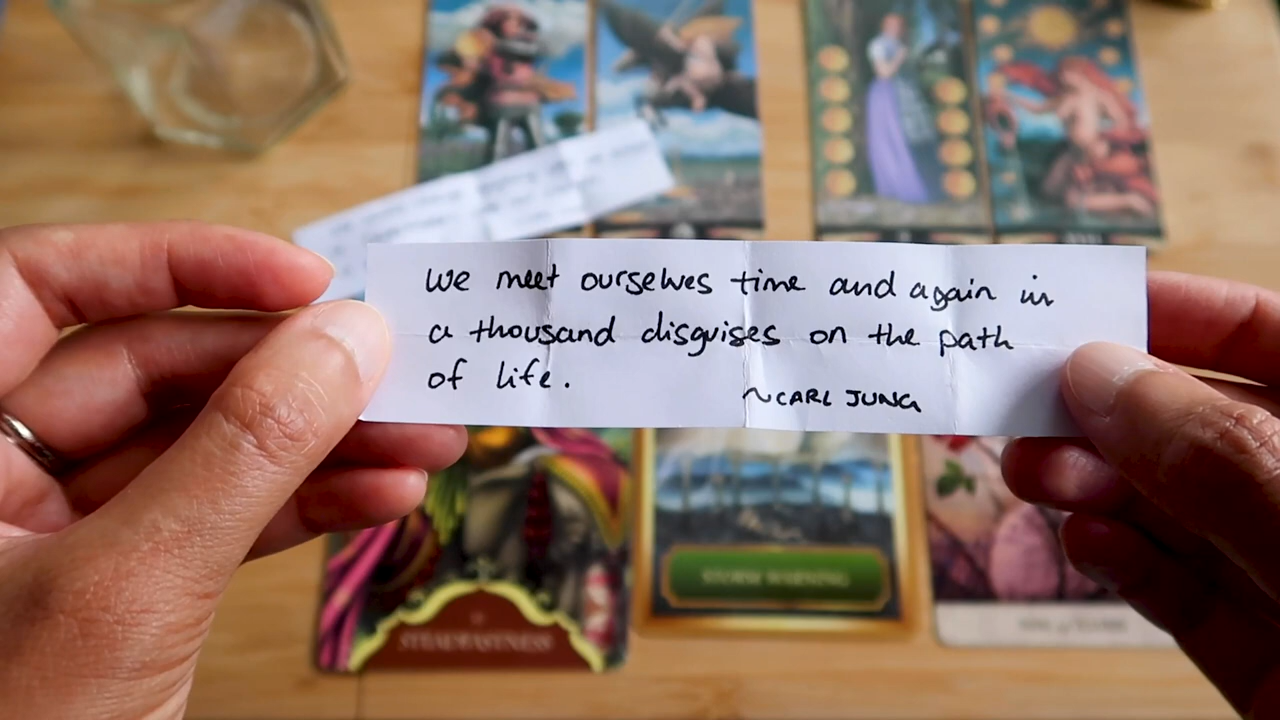 We meet ourselves time and again in
a thousand disguises on the path
of life.
~CARL JUNG
STEADFASTNESS
STORM WARNING